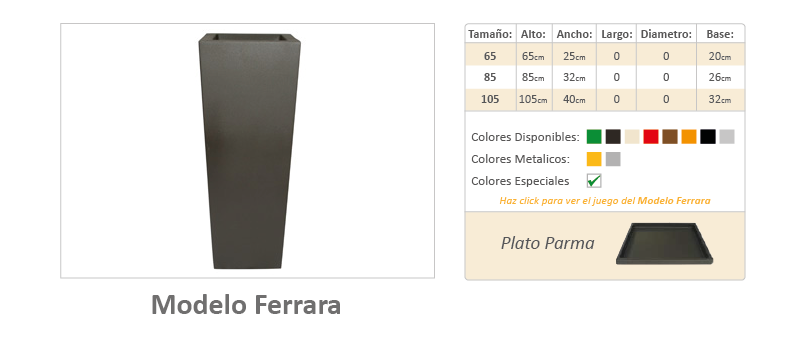 Tamaño: Alto: Ancho: Largo: Diametro: Base:
65 65cm 25cm 0 0 20cm
85 85cm 32cm 0 0 26cm
105 105cm 40cm 0 0 32cm
Colores Disponibles:
Colores Metalicos:
Colores Especiales
Haz click para ver el juego del Modelo Ferrara
Plato Parma
Modelo Ferrara